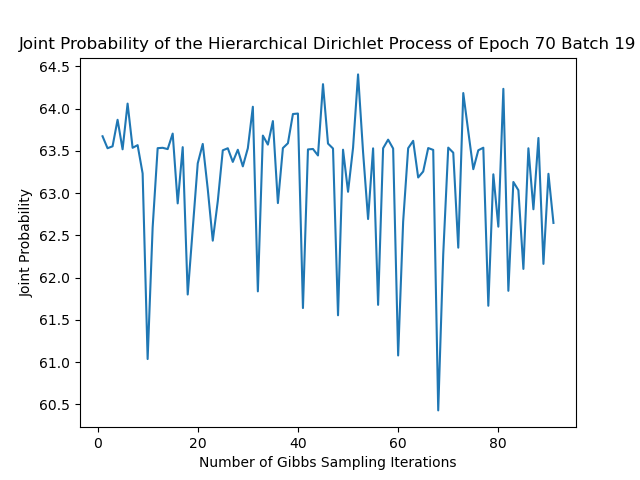 Joint Probability of the Hierarchical Dirichlet Process of Epoch 70 Batch 19
64.5
64.0
63.5
63.0
62.5
62.0
61.5
61.0
60.5
Joint Probability
0 20 40 60 80
Number of Gibbs Sampling Iterations